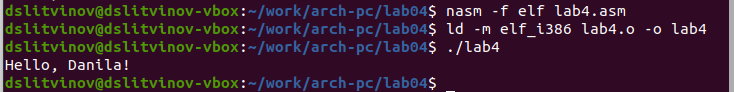 dslitvinov@dslitvinov-vbox:~/work/arch-pc/lab04$ nasm -f elf lab4.asm
dslitvinov@dslitvinov-vbox:~/work/arch-pc/lab04$ ld -m elf_i386 lab4.o -o lab4
dslitvinov@dslitvinov-vbox:~/work/arch-pc/lab04$ ./lab4
Hello, Danila!
dslitvinov@dslitvinov-vbox:~/work/arch-pc/lab04$